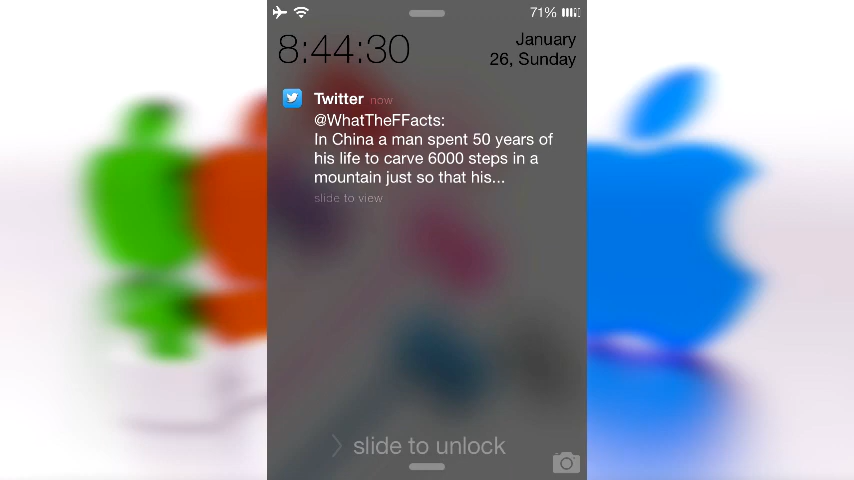 71%
8:44:30
January
26, Sunday
Twitter now
@WhatTheFFacts:
In China a man spent 50 years of
his life to carve 6000 steps in a
mountain just so that his...
slide to view
slide to unlock